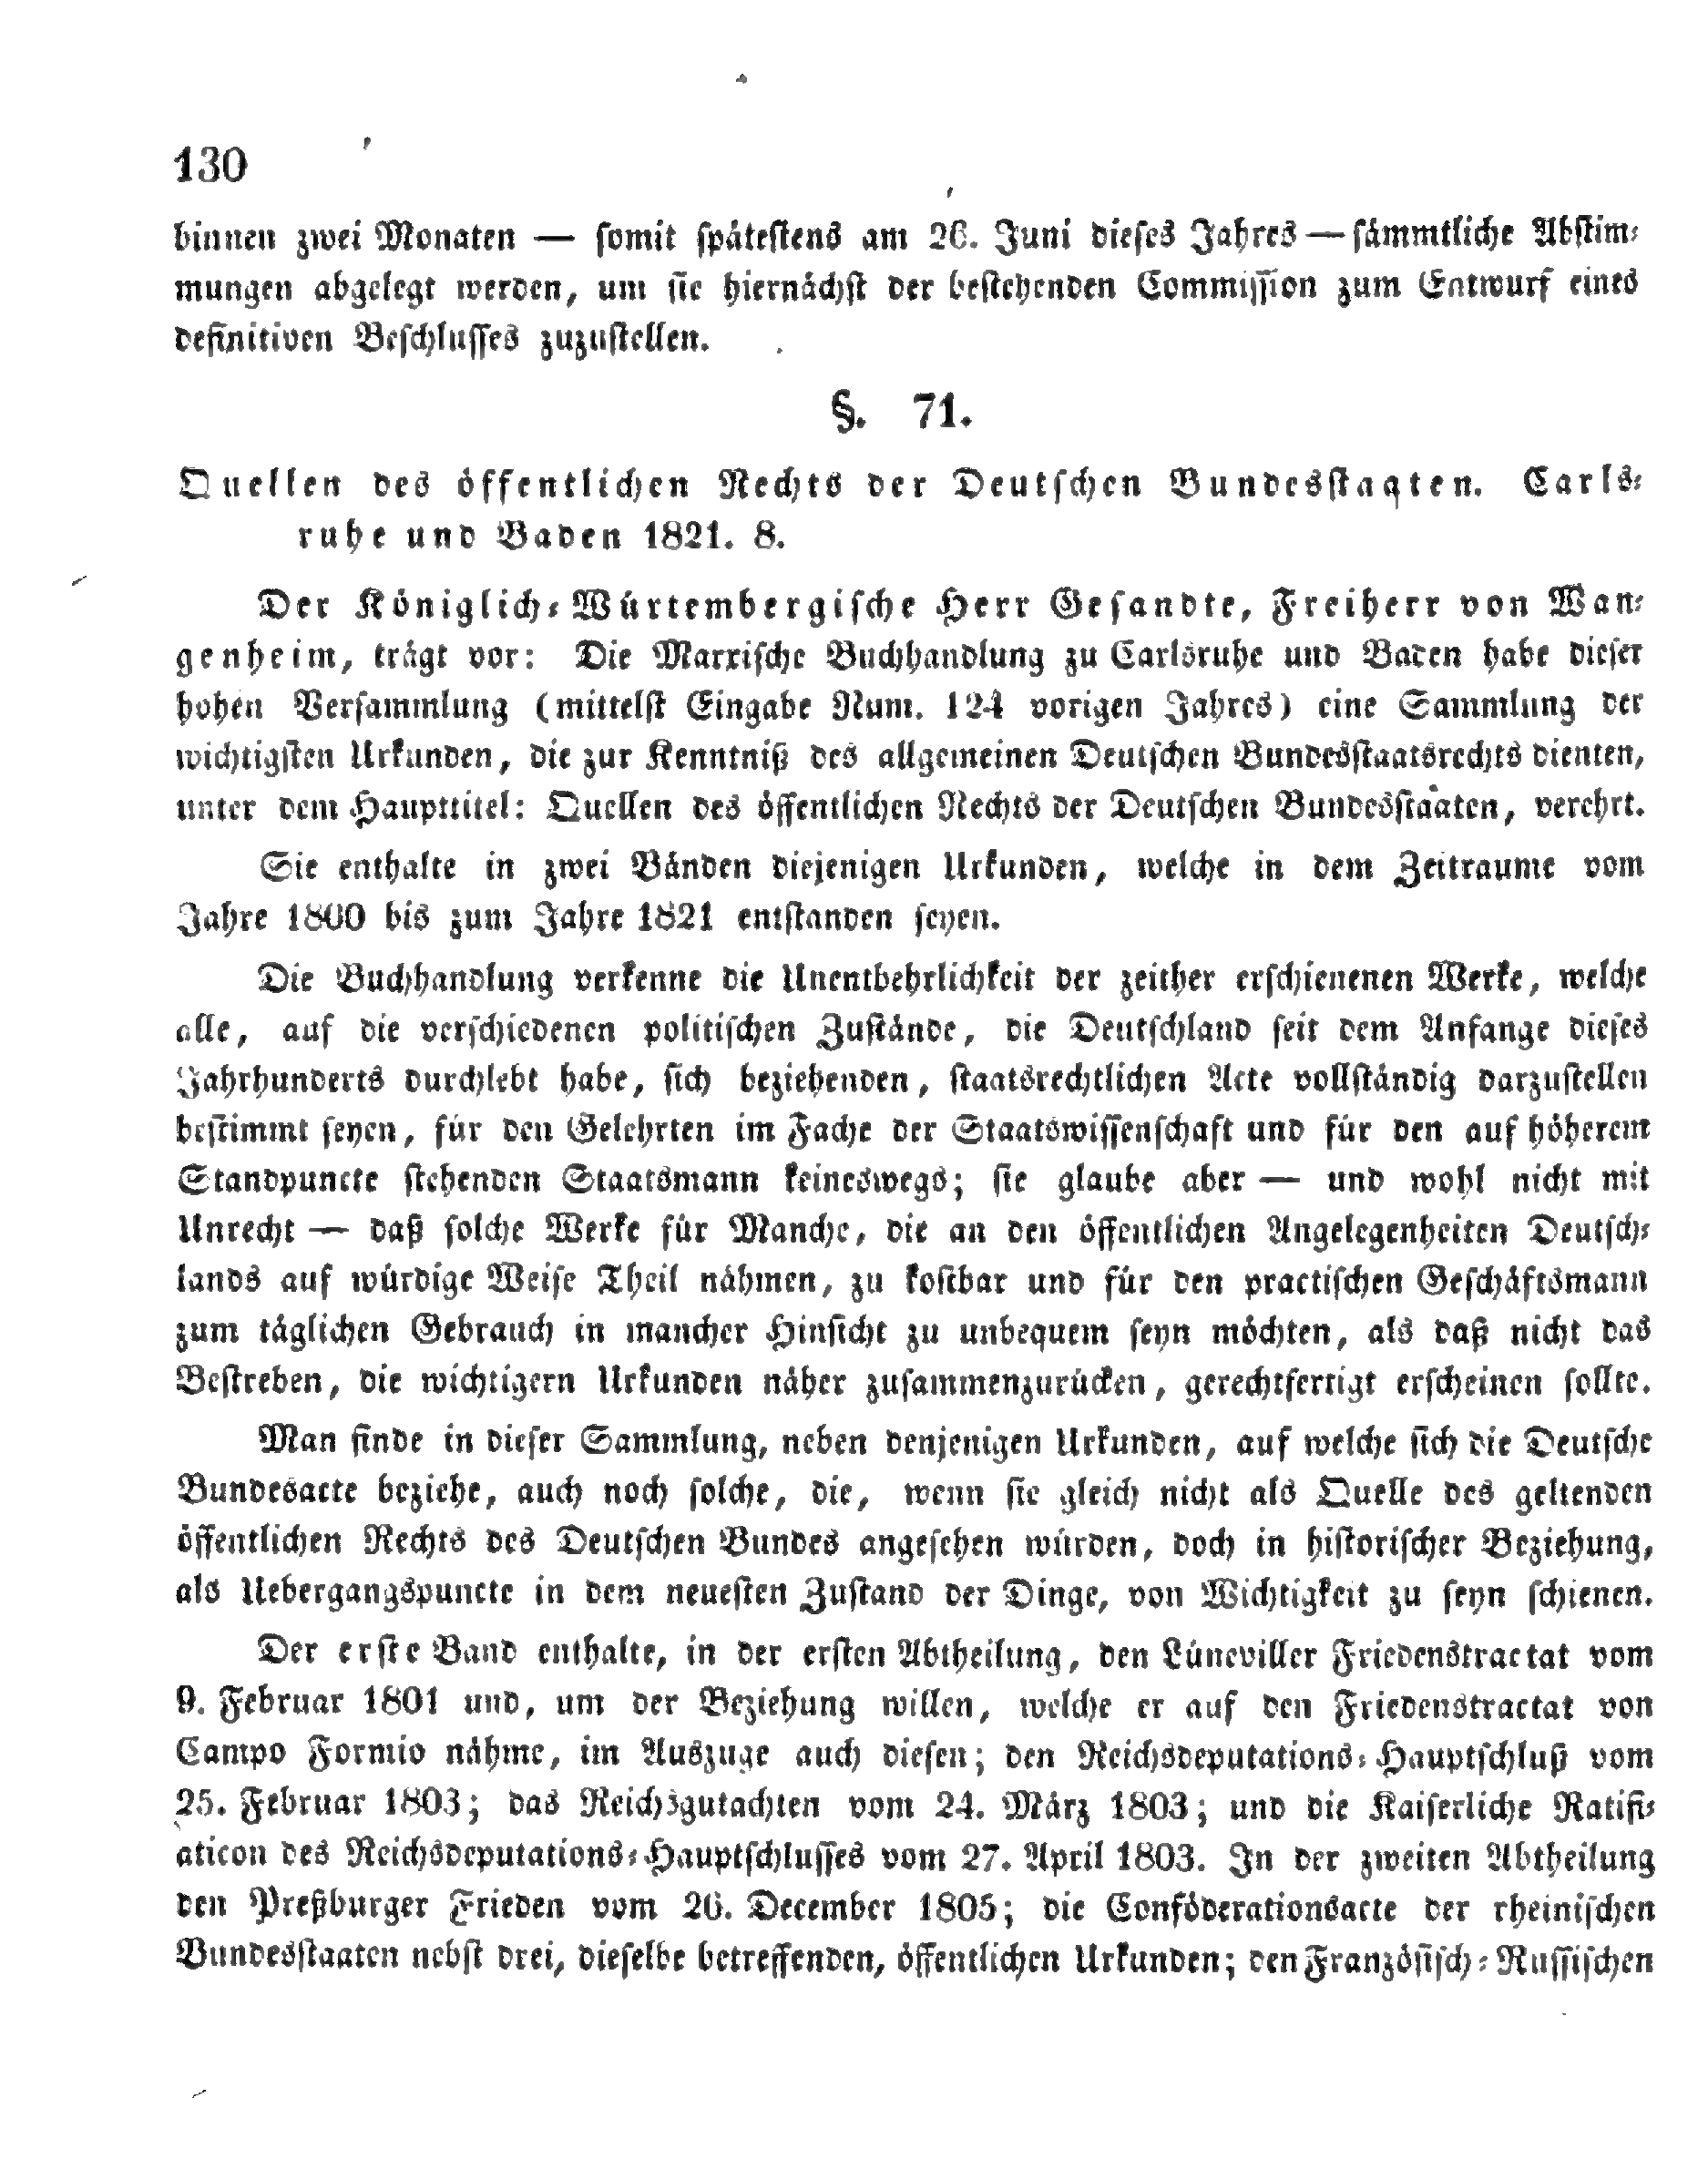 130
binnen zwei Monaten — somit spätestens am 26. Juni dieses Jahres — sämmtliche Abstim-
mungen abgelegt werden, um sie hiernächst der bestehenden Commission zum Entwurf eines
definitiven Beschlusses zuzustellen.
§. 71.
Quellen des öffentlichen Rechts der Deutschen Bundesstaaten. Carls-
ruhe und Baden 1821. 8.
Der Königlich-Würtembergische Herr Gesandte, Freiherr von Wan-
genheim, trägt vor: Die Marxische Buchhandlung zu Carlsruhe und Baden habe dieser
hohen Versammlung (mittelst Eingabe Num. 124 vorigen Jahres) eine Sammlung der
wichtigsten Urkunden, die zur Kenntniß des allgemeinen Deutschen Bundesstaatsrechts dienten,
unter dem Haupttitel: Quellen des öffentlichen Rechts der Deutschen Bundesstaaten, verehrt.
Sie enthalte in zwei Bänden diejenigen Urkunden, welche in dem Zeitraume vom
Jahre 1800 bis zum Jahre 1821 entstanden seyen.
Die Buchhandlung verkenne die Unentbehrlichkeit der zeither erschienenen Werke, welche
alle, auf die verschiedenen politischen Zustände, die Deutschland seit dem Anfange dieses
Jahrhunderts durchlebt habe, sich beziehenden, staatsrechtlichen Acte vollständig darzustellen
bestimmt seyen, für den Gelehrten im Fache der Staatswissenschaft und für den auf höherem
Standpuncte stehenden Staatsmann keineswegs; sie glaube aber — und wohl nicht mit
Unrecht — daß solche Werke für Manche, die an den öffentlichen Angelegenheiten Deutsch-
lands auf würdige Weise Theil nähmen, zu kostbar und für den practischen Geschäftsmann
zum täglichen Gebrauch in mancher Hinsicht zu unbequem seyn möchten, als daß nicht das
Bestreben, die wichtigern Urkunden näher zusammenzurücken, gerechtfertigt erscheinen sollte.
Man finde in dieser Sammlung, neben denjenigen Urkunden, auf welche sich die Deutsche
Bundesacte beziehe, auch noch solche, die, wenn sie gleich nicht als Quelle des geltenden
öffentlichen Rechts des Deutschen Bundes angesehen würden, doch in historischer Beziehung,
als Uebergangspuncte in dem neuesten Zustand der Dinge, von Wichtigkeit zu seyn schienen.
Der erste Band enthalte, in der ersten Abtheilung, den Lüneviller Friedenstractat vom
9. Februar 1801 und, um der Beziehung willen, welche er auf den Friedenstractat von
Campo Formio nähme, im Auszuge auch diesen; den Reichsdeputations-Hauptschluß vom
25. Februar 1803; das Reichsgutachten vom 24. März 1803; und die Kaiserliche Ratifi-
aticon des Reichsdeputations-Hauptschlusses vom 27. April 1803. In der zweiten Abtheilung
den Preßburger Frieden vom 26. December 1805; die Conföderationsacte der rheinischen
Bundesstaaten nebst drei, dieselbe betreffenden, öffentlichen Urkunden; den Französisch-Russischen